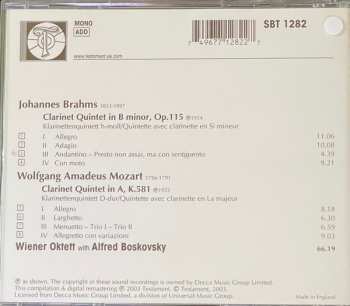 MONO
ADD
SBT 1282
www.testament.co.uk
7 49677 12822 7
Johannes Brahms 1833-1897
Clarinet Quintet in B minor, Op.115 ℗1954
Klarinettenquintett h-moll/Quintette avec clarinette en Si mineur
1 I Allegro 11.06
2 II Adagio 10.08
3 III Andantino – Presto non assai, ma con sentimento 4.39
4 IV Con moto 9.21
Wolfgang Amadeus Mozart 1756-1791
Clarinet Quintet in A, K.581
Klarinettenquintett D-dur/Quintette avec clarinette en La majeur
I Allegro
II Larghetto 6.30
III Menuetto – Trio I – Trio II 6.59
IV Allegretto con variazioni 9.03
Wiener Oktett with Alfred Boskovsky 66.19
℗ as shown. The copyright in these sound recordings is owned by Decca Music Group Limited.
This compilation & digital remastering ℗ 2003 Testament. © Testament, 2003.
Licensed from Decca Music Group Limited, a division of Universal Music Group.
Made in England